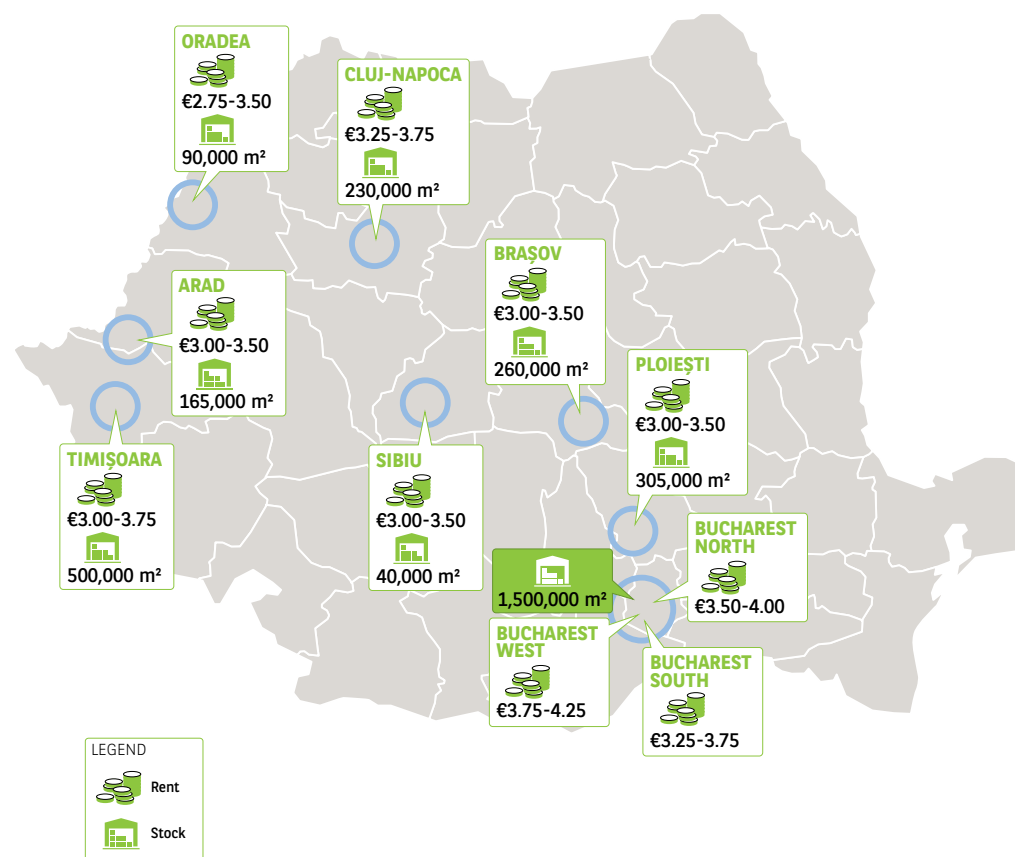 ORADEA
€2.75-3.50
90,000 m²
CLUJ-NAPOCA
€3.25-3.75
230,000 m²
ARAD
€3.00-3.50
165,000 m²
BRAȘOV
€3.00-3.50
260,000 m²
PLOIEȘTI
€3.00-3.50
305,000 m²
TIMIȘOARA
€3.00-3.75
500,000 m²
SIBIU
€3.00-3.50
40,000 m²
1,500,000 m²
BUCHAREST
NORTH
€3.50-4.00
BUCHAREST
WEST
€3.75-4.25
BUCHAREST
SOUTH
€3.25-3.75
LEGEND
Rent
Stock